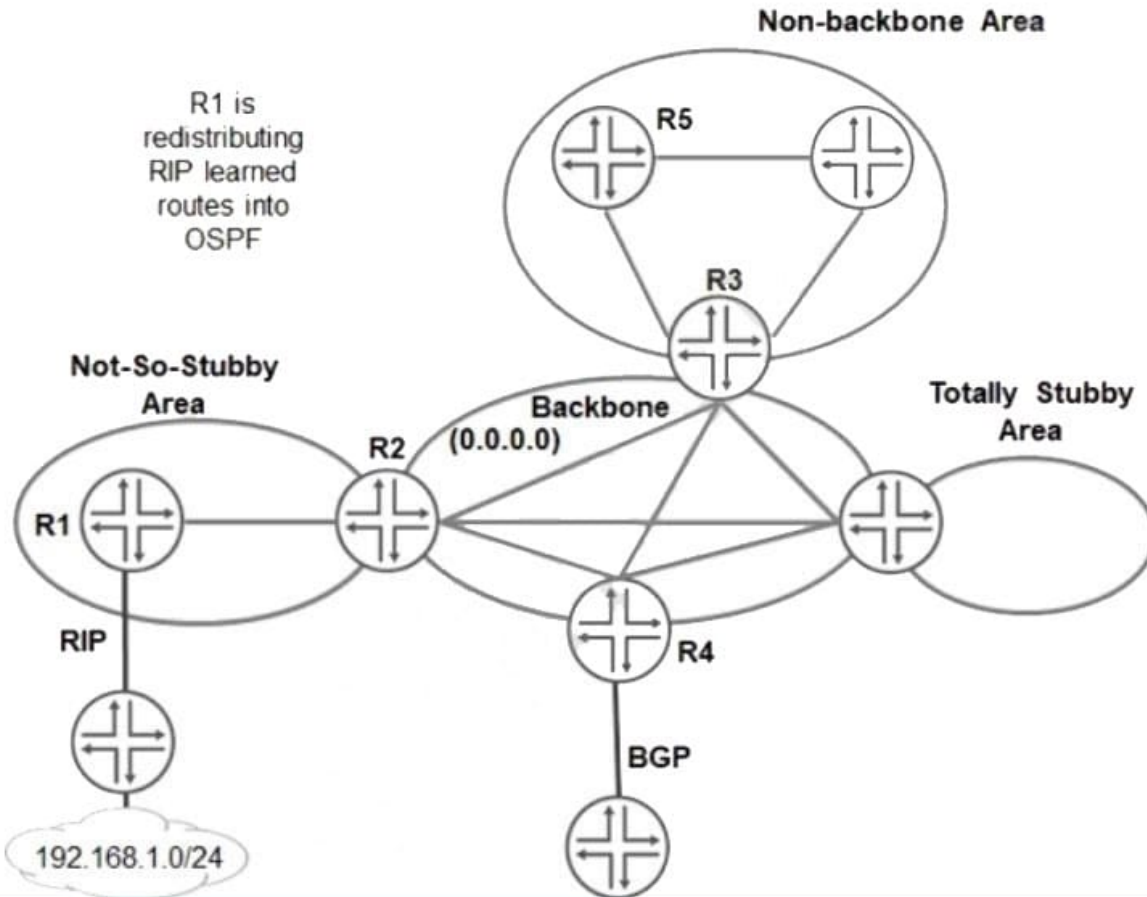 Non-backbone Area
R1 is
redistributing
RIP learned
routes into
OSPF
R5
R3
Not-So-Stubby
Area
Backbone
(0.0.0.0)
Totally Stubby
Area
R2
R1
RIP
R4
BGP
192.168.1.0/24